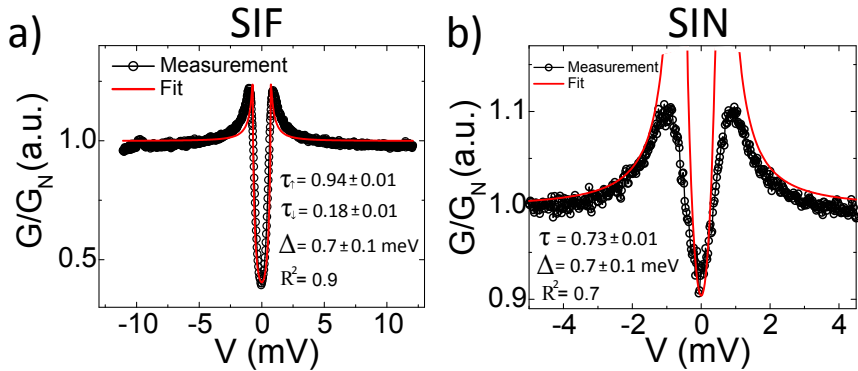 a)
SIF
Measurement
Fit
G/G_N (a.u.)
1.0
0.5
τ↑= 0.94±0.01
τ↓= 0.18±0.01
Δ = 0.7±0.1 meV
R²= 0.9
-10 -5 0 5 10
V (mV)
b)
SIN
Measurement
Fit
G/G_N (a.u.)
1.1
1.0
0.9
τ = 0.73±0.01
Δ = 0.7±0.1 meV
R²= 0.7
-4 -2 0 2 4
V (mV)